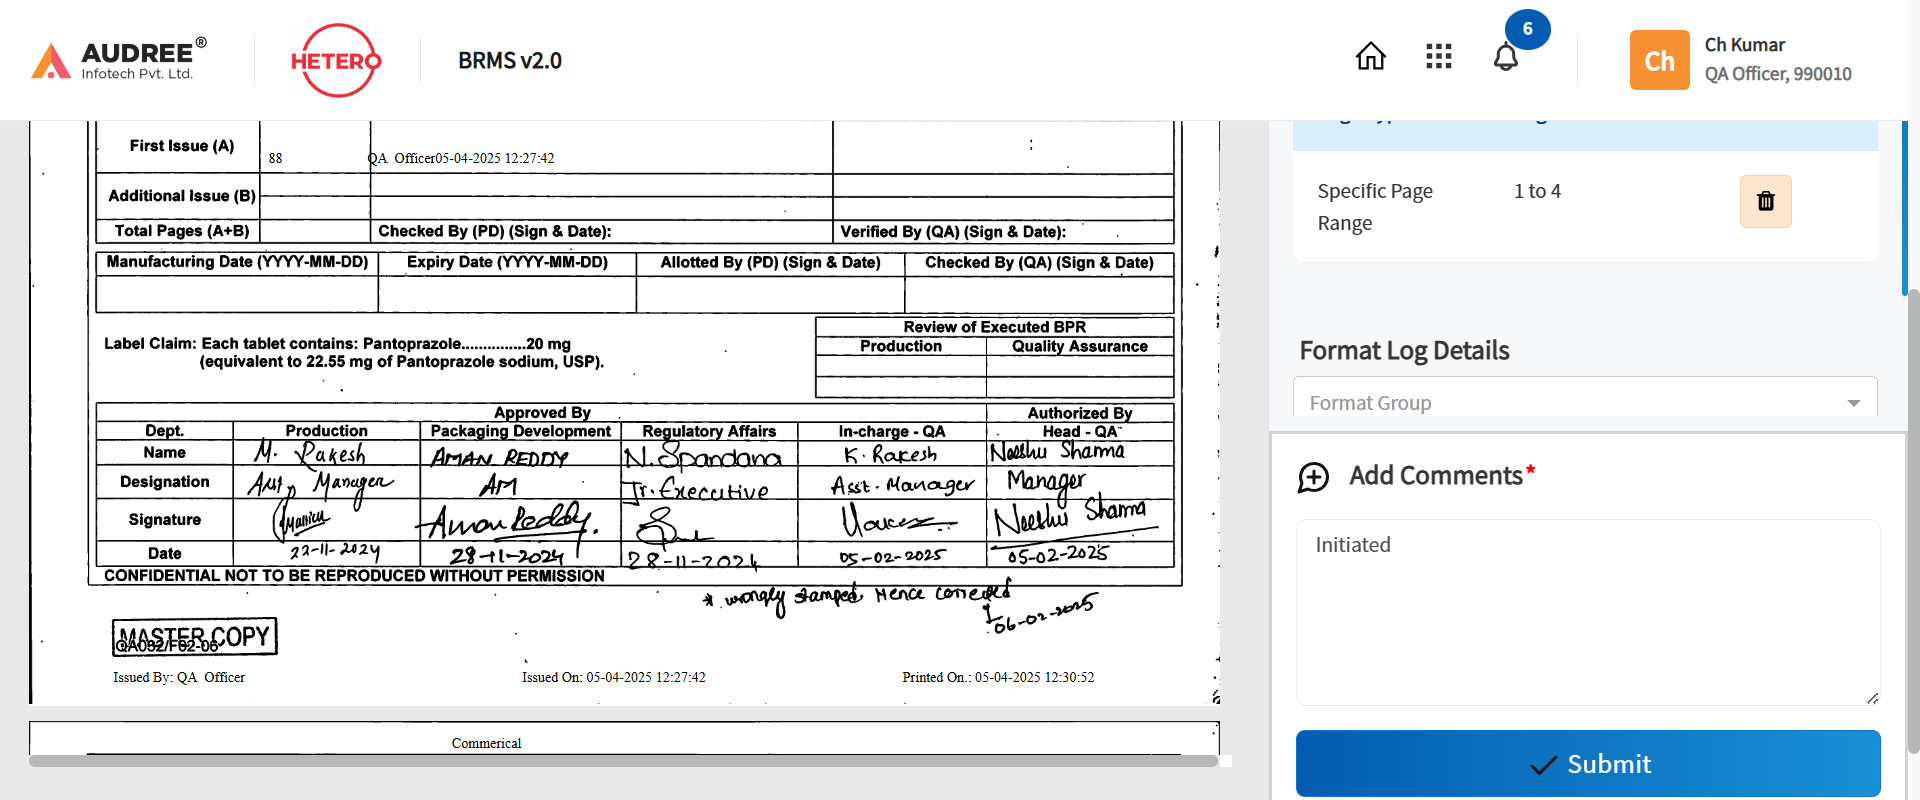 AUDREE®
Infotech Pvt. Ltd.
HETERO
BRMS v2.0
6
Ch
Ch Kumar
QA Officer, 990010
First Issue (A)
88
QA Officer05-04-2025 12:27:42
:
Additional Issue (B)
Total Pages (A+B)
Checked By (PD) (Sign & Date):
Verified By (QA) (Sign & Date):
Manufacturing Date (YYYY-MM-DD)
Expiry Date (YYYY-MM-DD)
Allotted By (PD) (Sign & Date)
Checked By (QA) (Sign & Date)
Label Claim: Each tablet contains: Pantoprazole...............20 mg
(equivalent to 22.55 mg of Pantoprazole sodium, USP).
Review of Executed BPR
Production
Quality Assurance
Approved By
Authorized By
Dept.
Production
Packaging Development
Regulatory Affairs
In-charge - QA
Head - QA
Name
M. Rakesh
AMAN REDDY
N. Spandana
K. Rakesh
Neeshu Sharma
Designation
Asst Manager
AM
Jr. Executive
Asst. Manager
Manager
Signature
Aman Reddy.
Neeshu Sharma
Date
22-11-2024
28-11-2024
28-11-2024
05-02-2025
05-02-2025
CONFIDENTIAL NOT TO BE REPRODUCED WITHOUT PERMISSION
* wrongly stamped Hence corrected
06-02-2025
MASTER COPY
QA032/F02-06
Issued By: QA Officer
Issued On: 05-04-2025 12:27:42
Printed On.: 05-04-2025 12:30:52
Commerical
Specific Page
Range
1 to 4
Format Log Details
Format Group
Add Comments*
Initiated
Submit